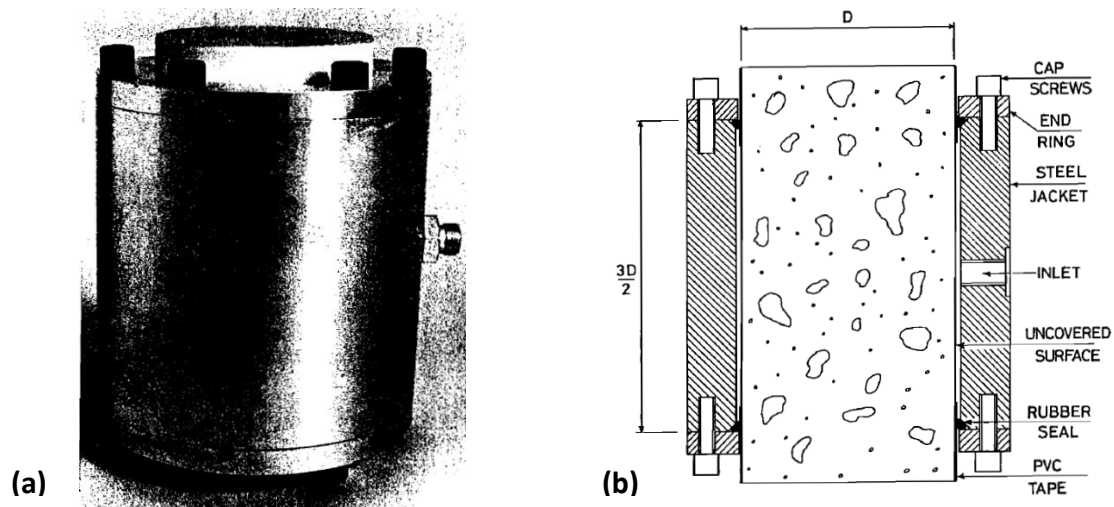 (a)
(b)
D
3D
2
CAP
SCREWS
END
RING
STEEL
JACKET
INLET
UNCOVERED
SURFACE
RUBBER
SEAL
PVC
TAPE